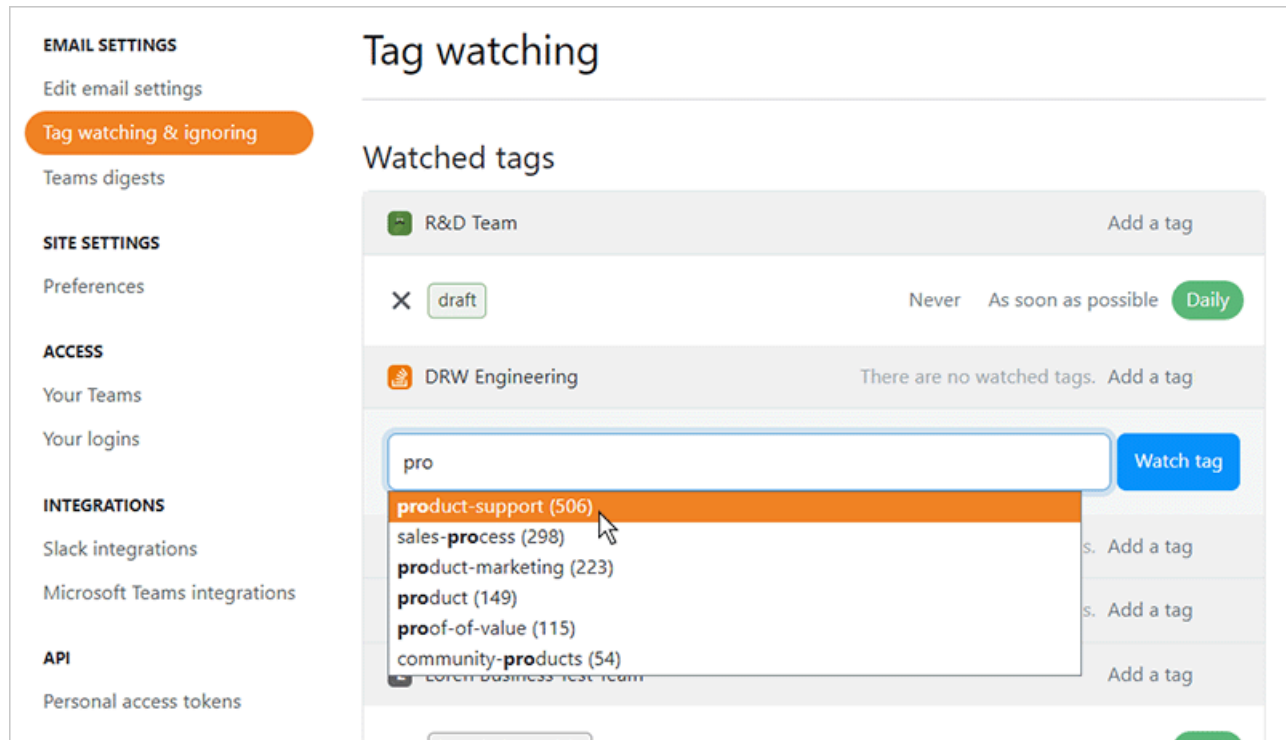 EMAIL SETTINGS
Edit email settings
Tag watching & ignoring
Teams digests
SITE SETTINGS
Preferences
ACCESS
Your Teams
Your logins
INTEGRATIONS
Slack integrations
Microsoft Teams integrations
API
Personal access tokens
Tag watching
Watched tags
R&D Team Add a tag
draft Never As soon as possible Daily
DRW Engineering There are no watched tags. Add a tag
pro Watch tag
product-support (506)
sales-process (298)
product-marketing (223)
product (149)
proof-of-value (115)
community-products (54)
s. Add a tag
s. Add a tag
Business Test Team Add a tag